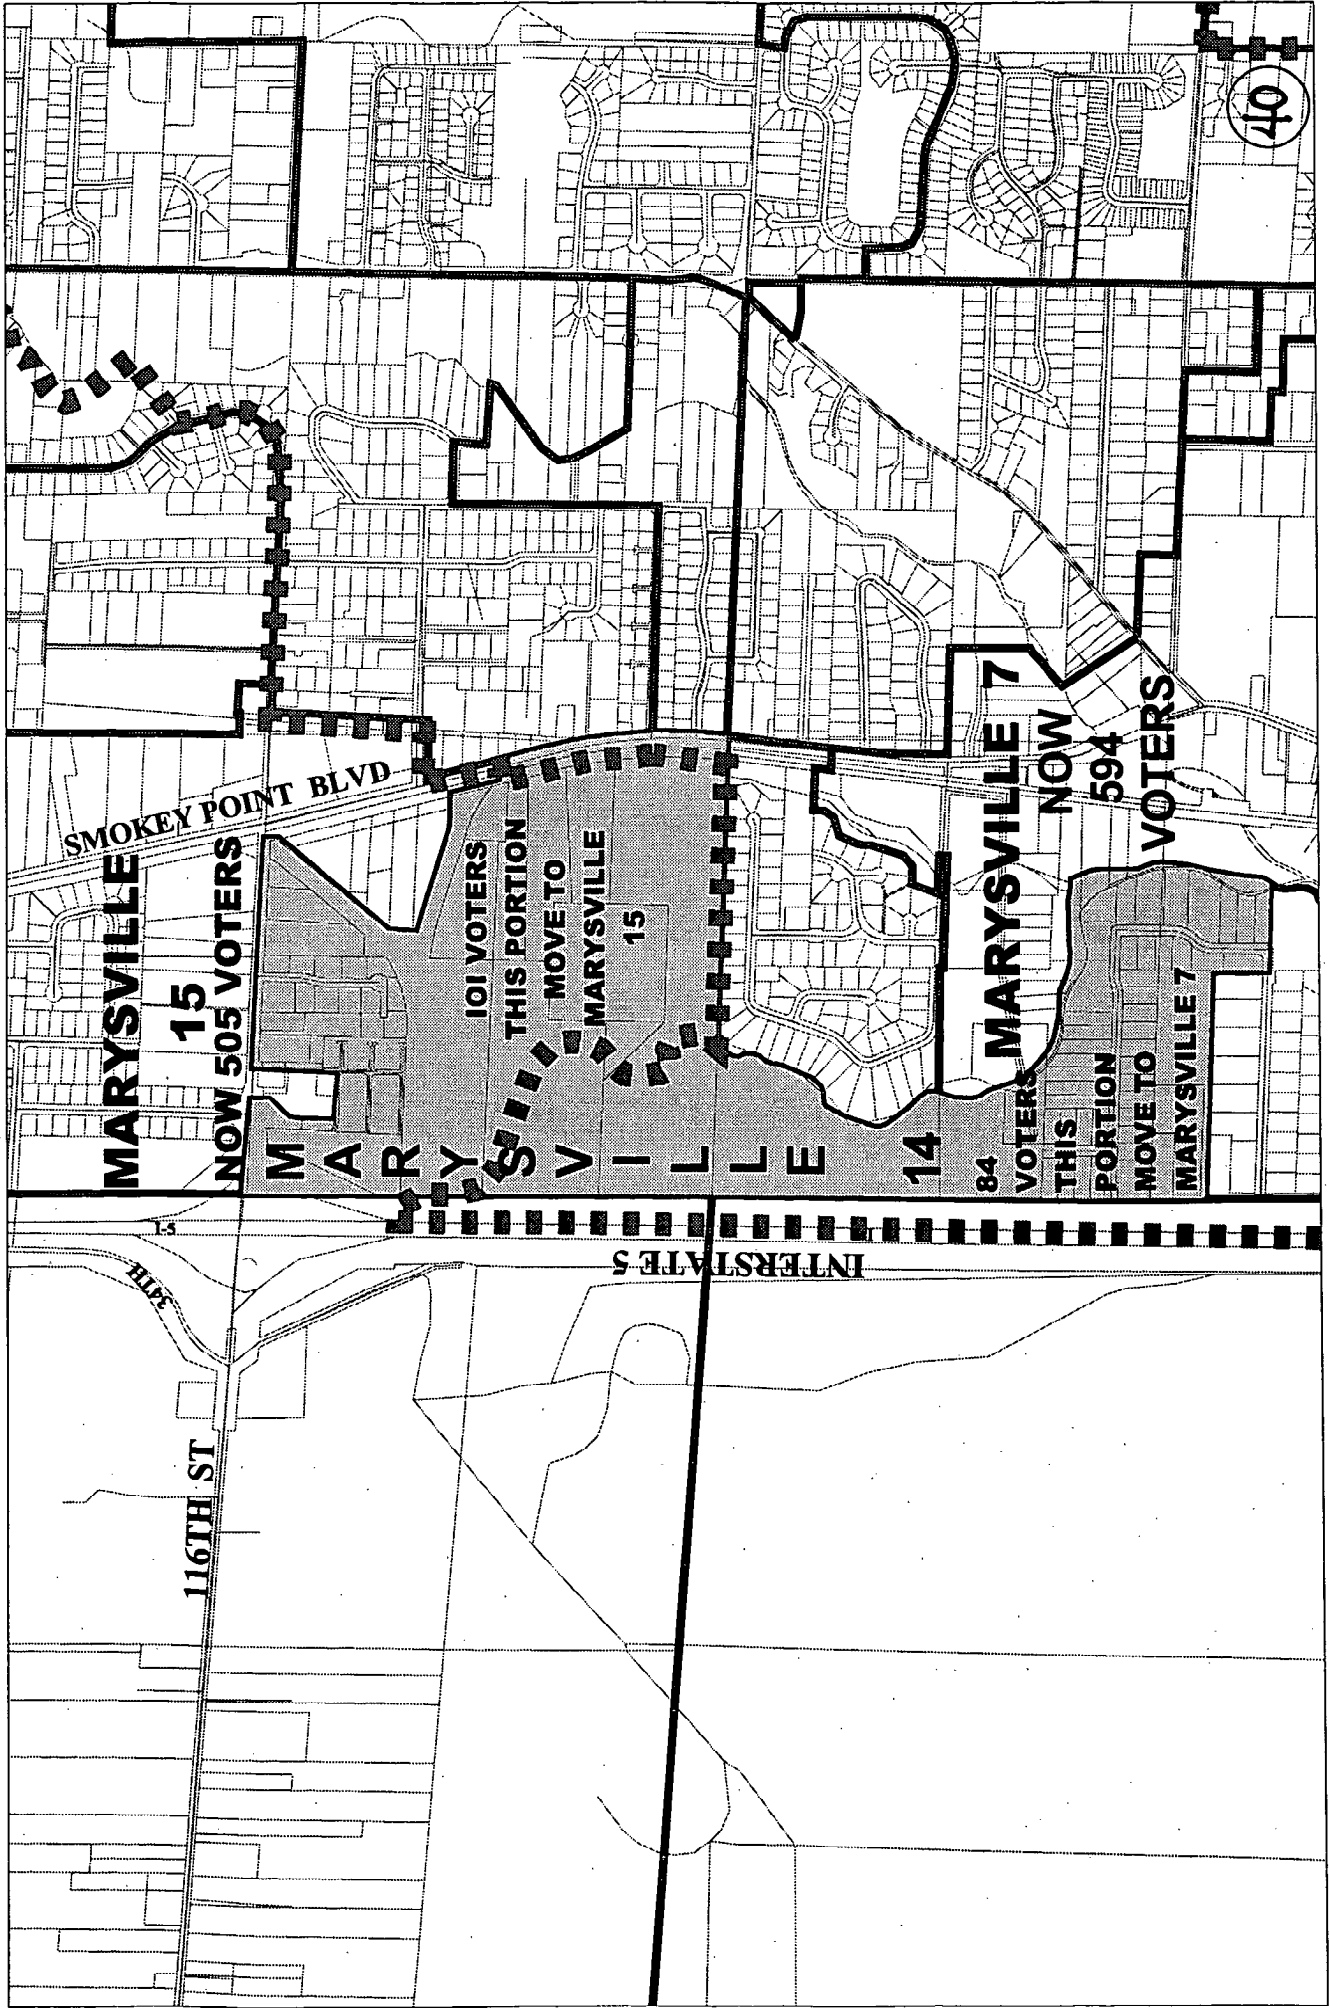 40
SMOKEY POINT BLVD
MARYSVILLE
15
NOW 505 VOTERS
101 VOTERS
THIS PORTION
MOVE TO
MARYSVILLE
15
MARYSVILLE 14
MARYSVILLE 7
NOW
594
VOTERS
84
VOTERS
THIS
PORTION
MOVE TO
MARYSVILLE 7
I-5
INTERSTATE 5
34TH
116TH ST